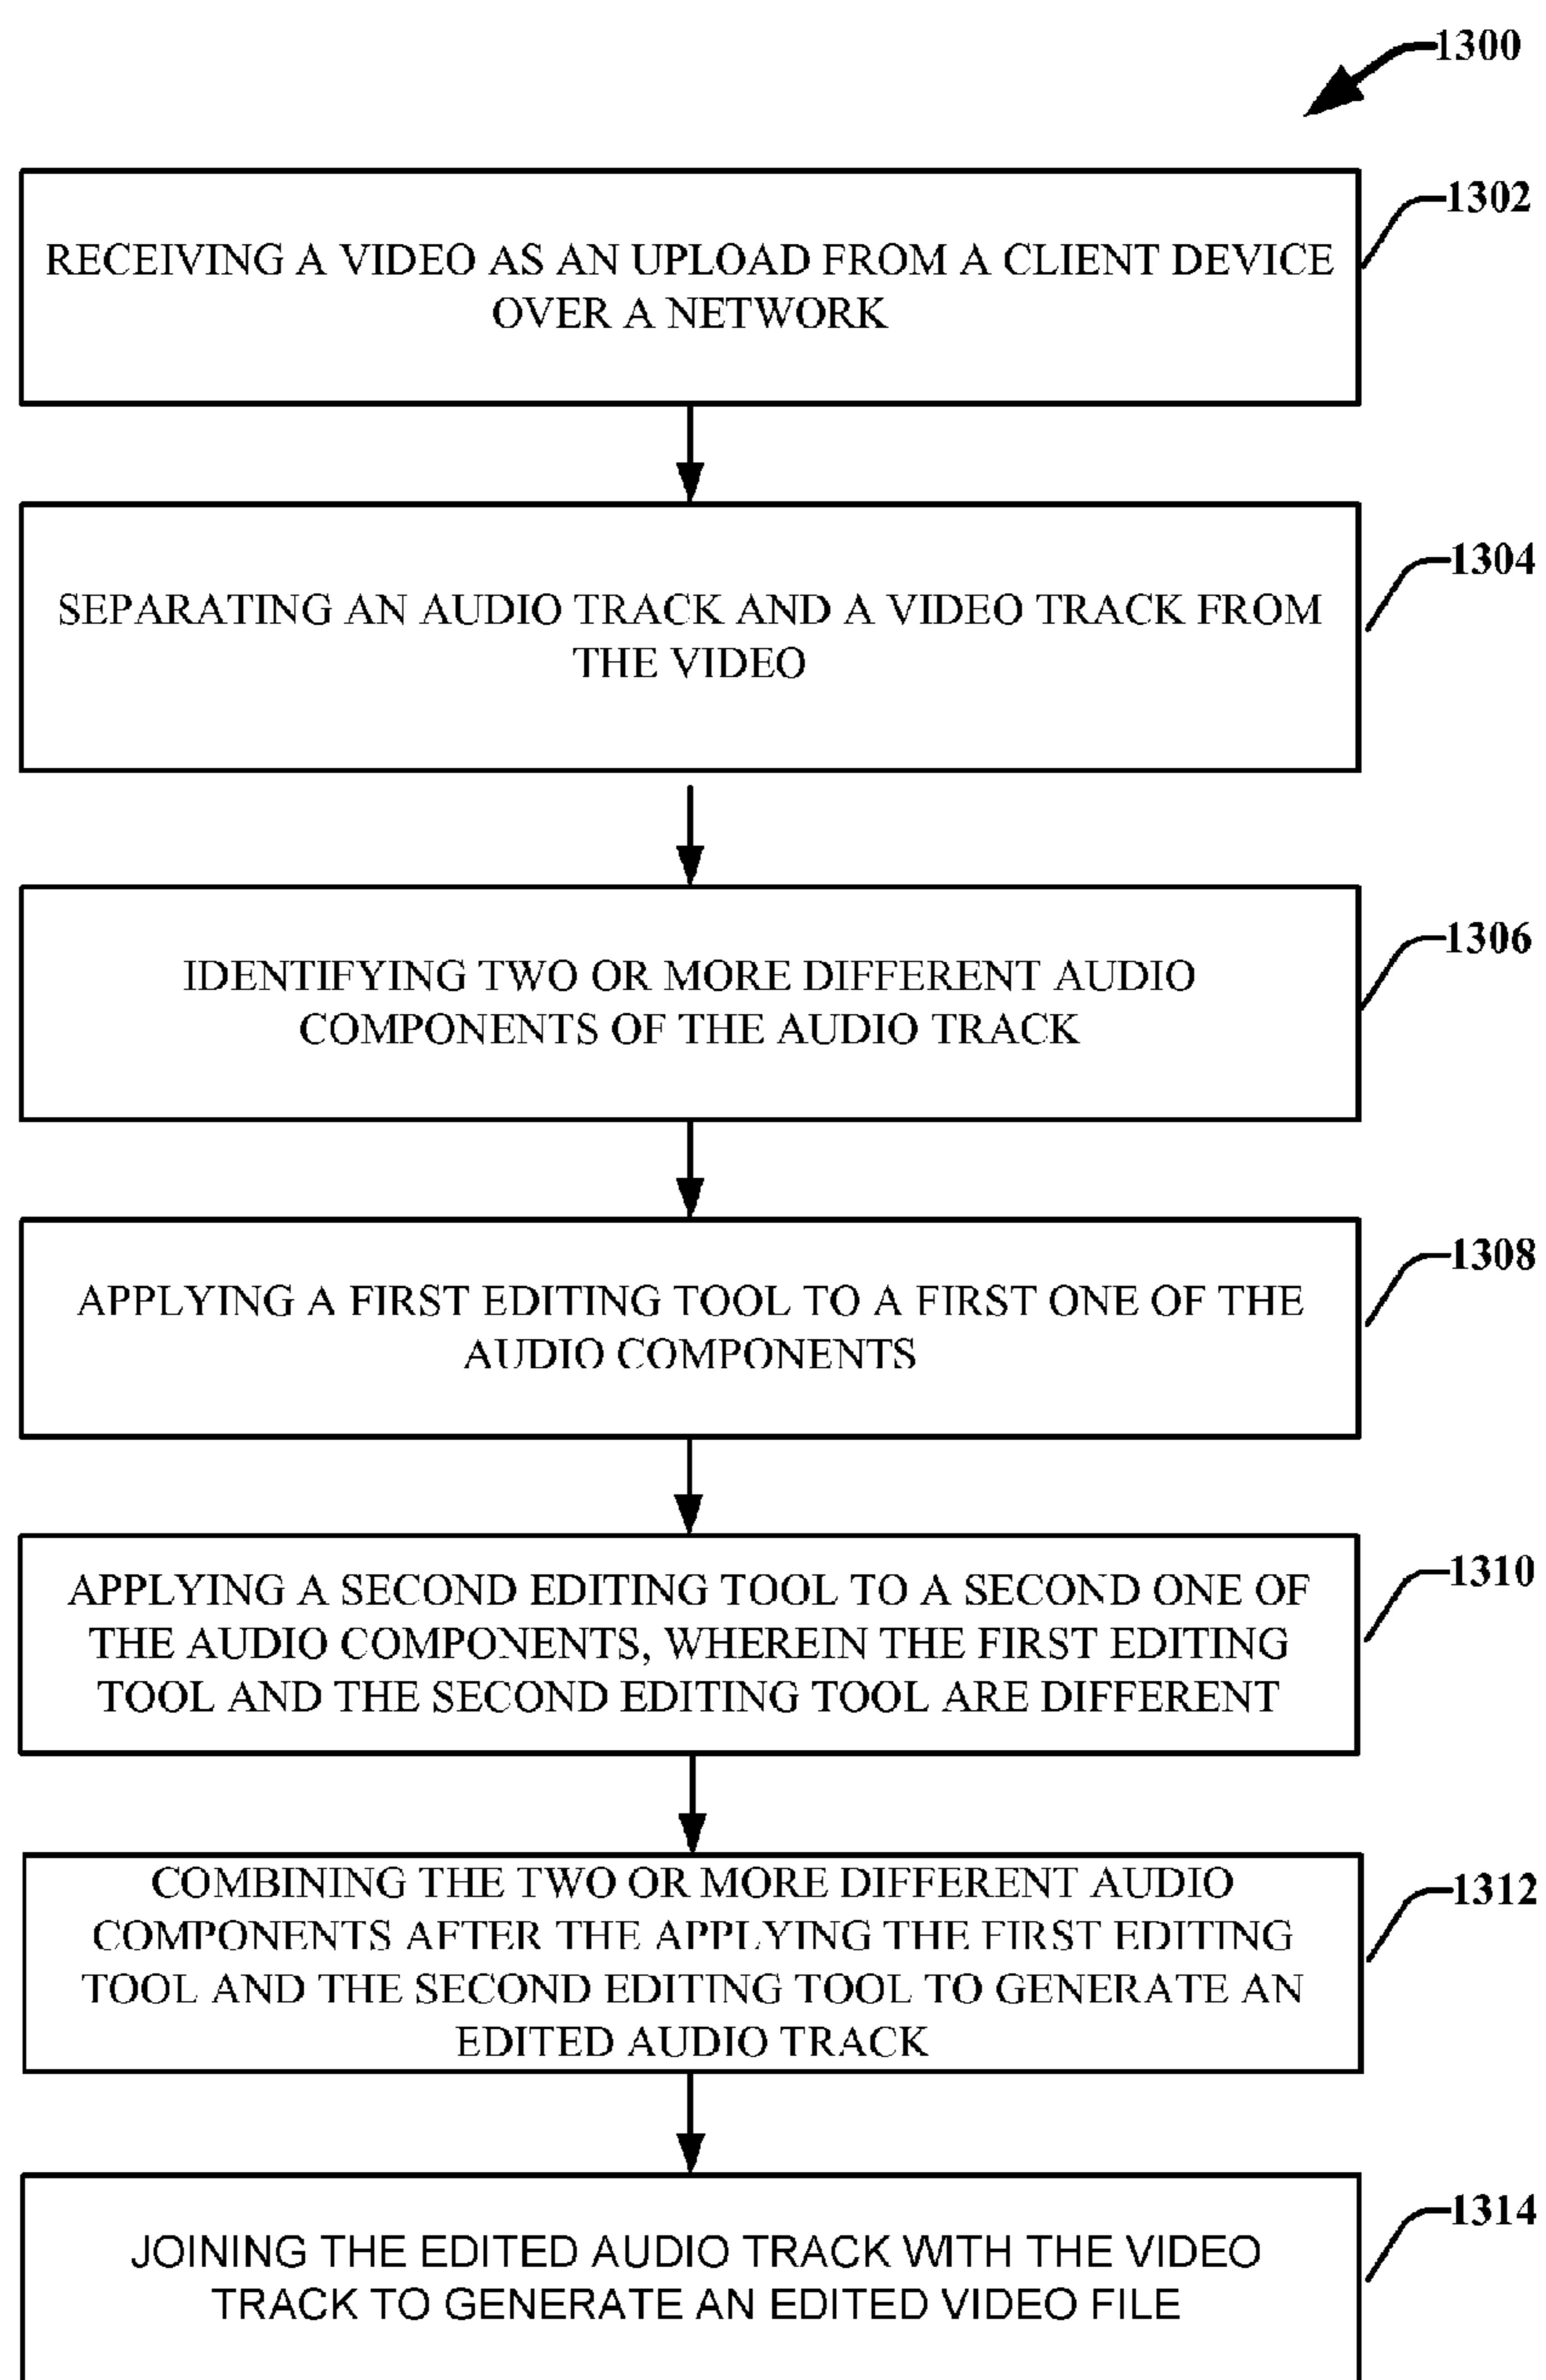 1300
1302
RECEIVING A VIDEO AS AN UPLOAD FROM A CLIENT DEVICE
OVER A NETWORK
1304
SEPARATING AN AUDIO TRACK AND A VIDEO TRACK FROM
THE VIDEO
1306
IDENTIFYING TWO OR MORE DIFFERENT AUDIO
COMPONENTS OF THE AUDIO TRACK
1308
APPLYING A FIRST EDITING TOOL TO A FIRST ONE OF THE
AUDIO COMPONENTS
1310
APPLYING A SECOND EDITING TOOL TO A SECOND ONE OF
THE AUDIO COMPONENTS, WHEREIN THE FIRST EDITING
TOOL AND THE SECOND EDITING TOOL ARE DIFFERENT
1312
COMBINING THE TWO OR MORE DIFFERENT AUDIO
COMPONENTS AFTER THE APPLYING THE FIRST EDITING
TOOL AND THE SECOND EDITING TOOL TO GENERATE AN
EDITED AUDIO TRACK
1314
JOINING THE EDITED AUDIO TRACK WITH THE VIDEO
TRACK TO GENERATE AN EDITED VIDEO FILE